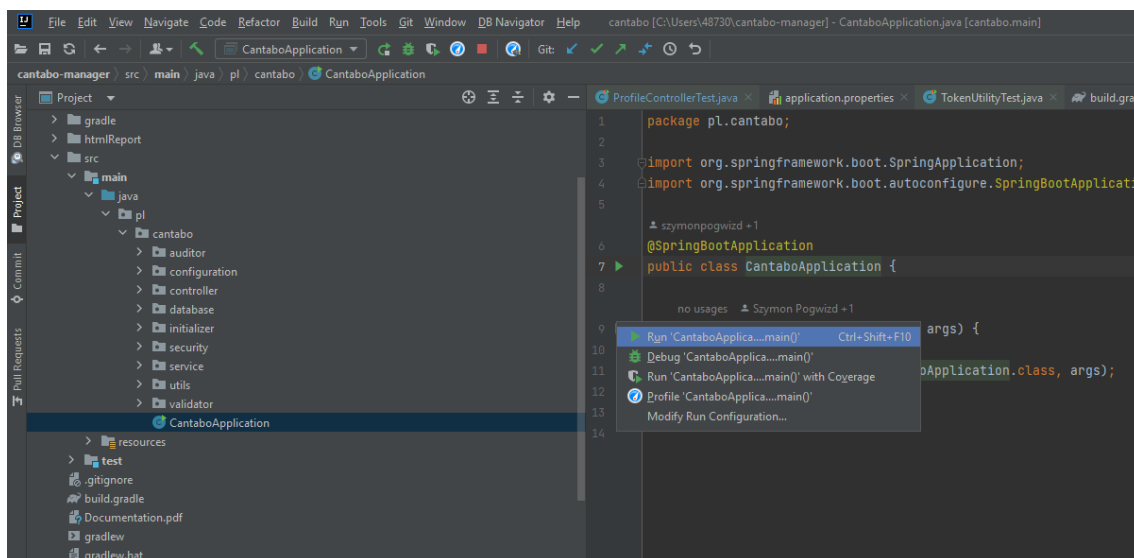 File Edit View Navigate Code Refactor Build Run Tools Git Window DB Navigator Help cantabo [C:\Users\48730\cantabo-manager] - CantaboApplication.java [cantabo.main]
CantaboApplication Git:
cantabo-manager src main java pl cantabo CantaboApplication
DB Browser
Project
Commit
Pull Requests
Project
gradle
htmlReport
src
main
java
pl
cantabo
auditor
configuration
controller
database
initializer
security
service
utils
validator
CantaboApplication
resources
test
.gitignore
build.gradle
Documentation.pdf
gradlew
gradlew.bat
ProfileControllerTest.java application.properties TokenUtilityTest.java build.gra
1 package pl.cantabo;
2
3 import org.springframework.boot.SpringApplication;
4 import org.springframework.boot.autoconfigure.SpringBootApplicati
5
szymonpogwizd +1
6 @SpringBootApplication
7 public class CantaboApplication {
8
no usages Szymon Pogwizd +1
9 args) {
10
11 oApplication.class, args);
12
13
14
Run 'CantaboApplica....main()' Ctrl+Shift+F10
Debug 'CantaboApplica....main()'
Run 'CantaboApplica....main()' with Coverage
Profile 'CantaboApplica....main()'
Modify Run Configuration...